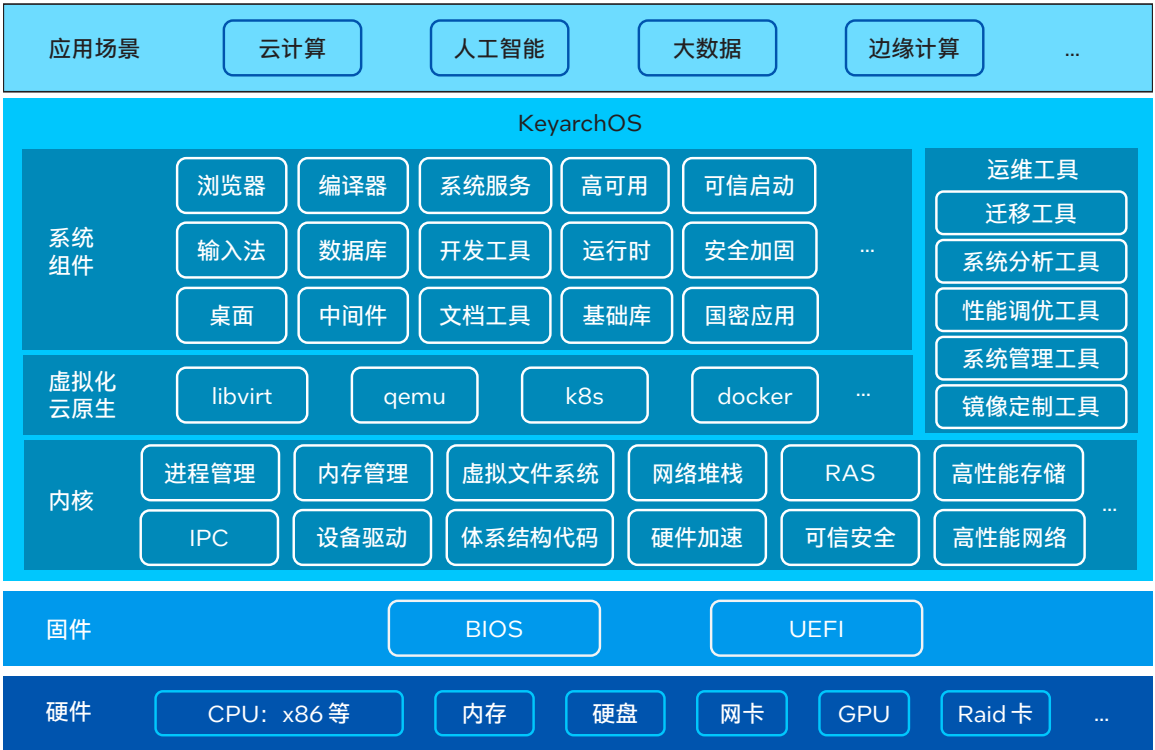 应用场景 云计算 人工智能 大数据 边缘计算 ...
KeyarchOS
系统
组件
浏览器 编译器 系统服务 高可用 可信启动
输入法 数据库 开发工具 运行时 安全加固 ...
桌面 中间件 文档工具 基础库 国密应用
运维工具
迁移工具
系统分析工具
性能调优工具
系统管理工具
镜像定制工具
虚拟化
云原生
libvirt qemu k8s docker ...
内核
进程管理 内存管理 虚拟文件系统 网络堆栈 RAS 高性能存储
IPC 设备驱动 体系结构代码 硬件加速 可信安全 高性能网络
...
固件 BIOS UEFI
硬件 CPU：x86 等 内存 硬盘 网卡 GPU Raid 卡 ...